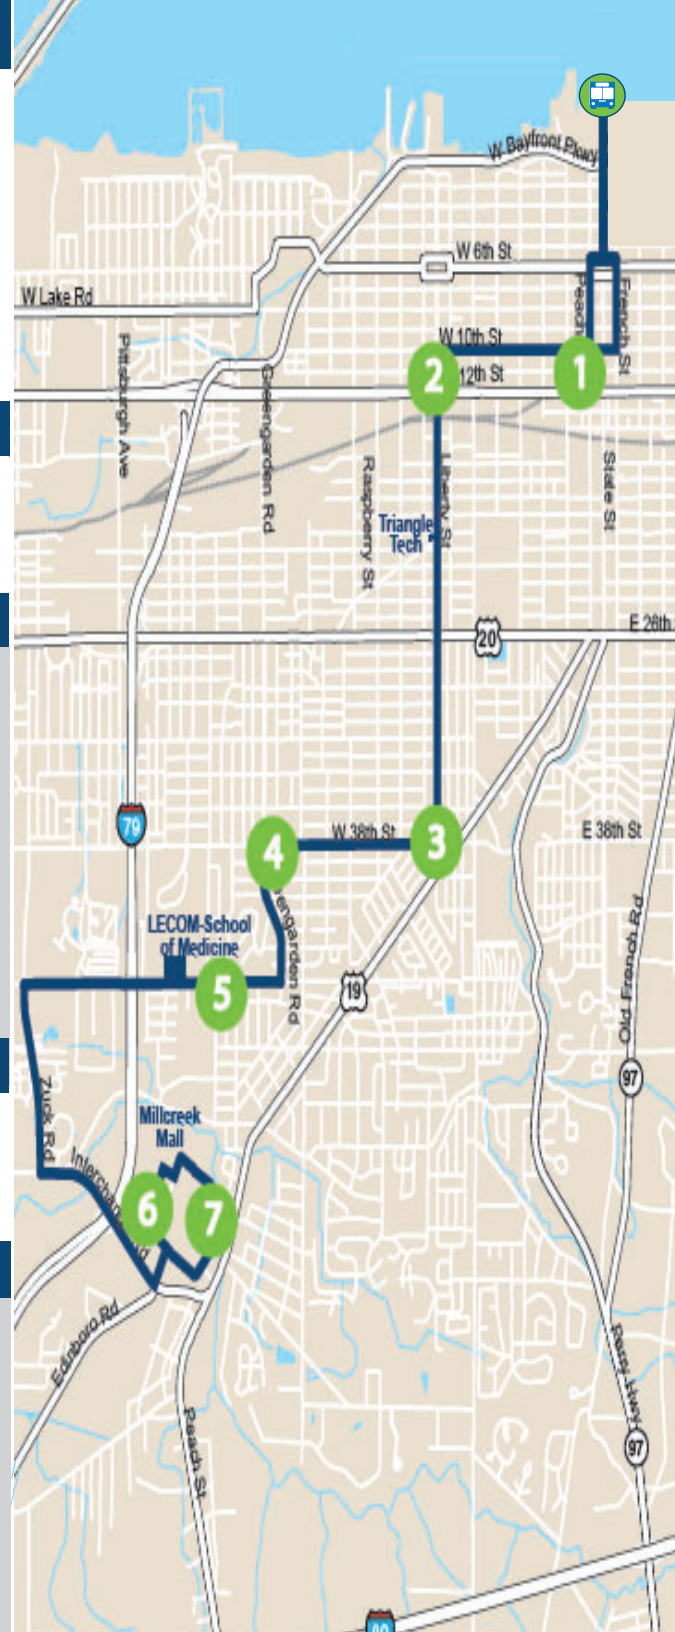 W Bayfront Pkwy
W 6th St
W Lake Rd
Peach
French St
W 10th St
1
2
12th St
Pittsburgh Ave
Greengarden Rd
Raspberry St
Liberty St
State St
Triangle
Tech
E 26th
20
79
W 38th St
3
4
E 38th St
engarden Rd
LECOM-School
of Medicine
5
19
Old French Rd
97
Zuck Rd
Millcreek
Mall
6
7
Edinboro Rd
Perry Hwy
Peach St
97